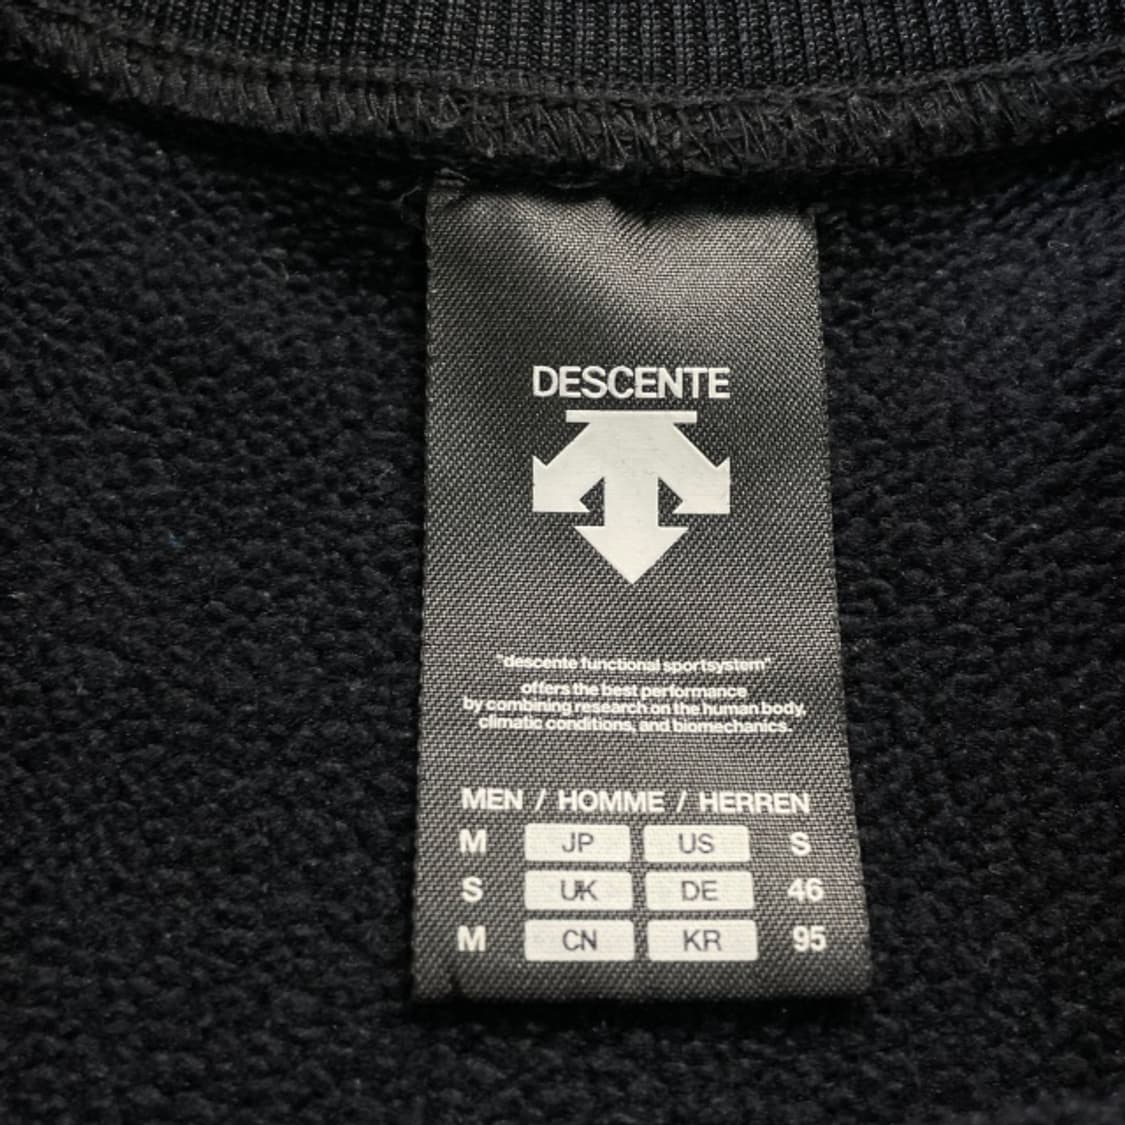 DESCENTE
"descente functional sportsystem"
offers the best performance
by combining research on the human body,
climatic conditions, and biomechanics.
MEN / HOMME / HERREN
M JP US S
S UK DE 46
M CN KR 95